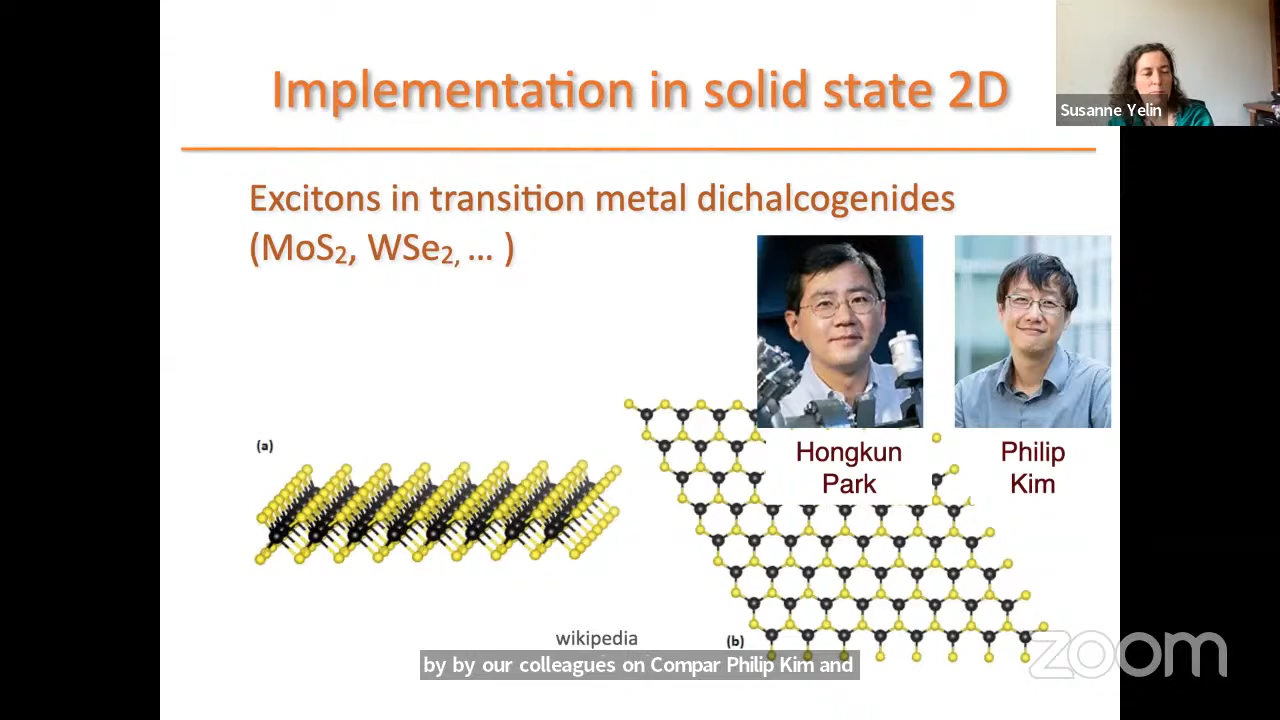 Implementation in solid state 2D
Susanne Yelin
Excitons in transition metal dichalcogenides
(MoS₂, WSe₂, ... )
Hongkun
Park
Philip
Kim
(a)
wikipedia
(b)
zoom
by by our colleagues on Compar Philip Kim and